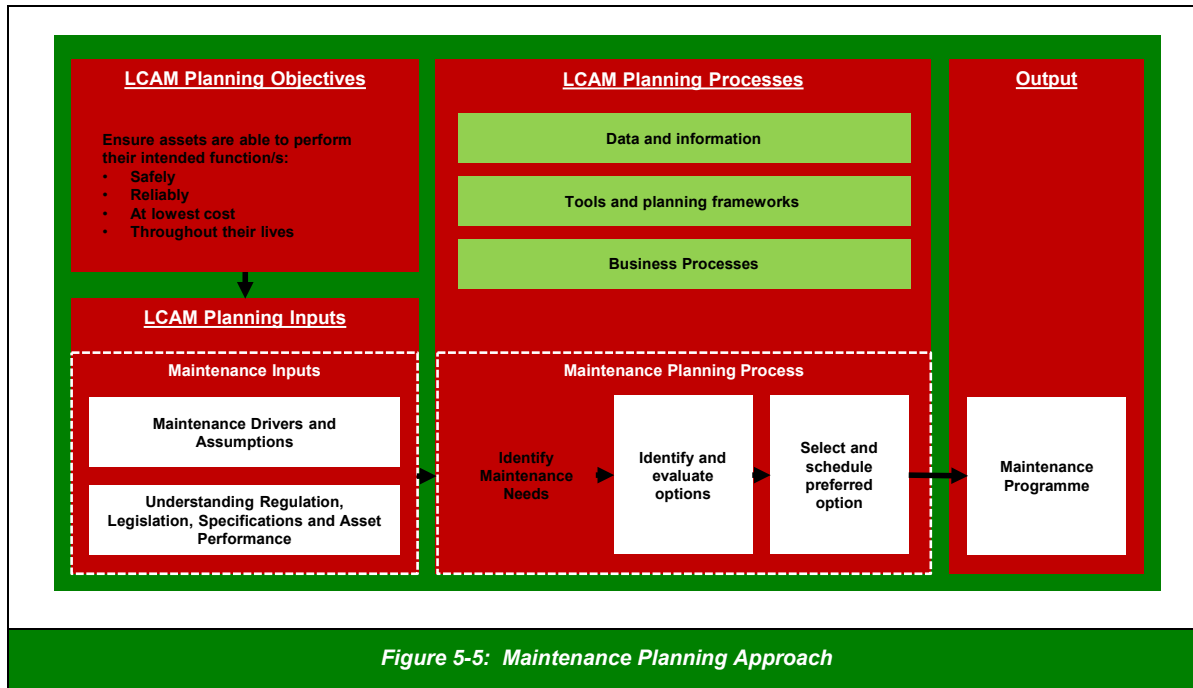 LCAM Planning Objectives
Ensure assets are able to perform
their intended function/s:
• Safely
• Reliably
• At lowest cost
• Throughout their lives
LCAM Planning Inputs
Maintenance Inputs
Maintenance Drivers and
Assumptions
Understanding Regulation,
Legislation, Specifications and Asset
Performance
LCAM Planning Processes
Data and information
Tools and planning frameworks
Business Processes
Maintenance Planning Process
Identify
Maintenance
Needs
Identify and
evaluate
options
Select and
schedule
preferred
option
Output
Maintenance
Programme
Figure 5-5: Maintenance Planning Approach